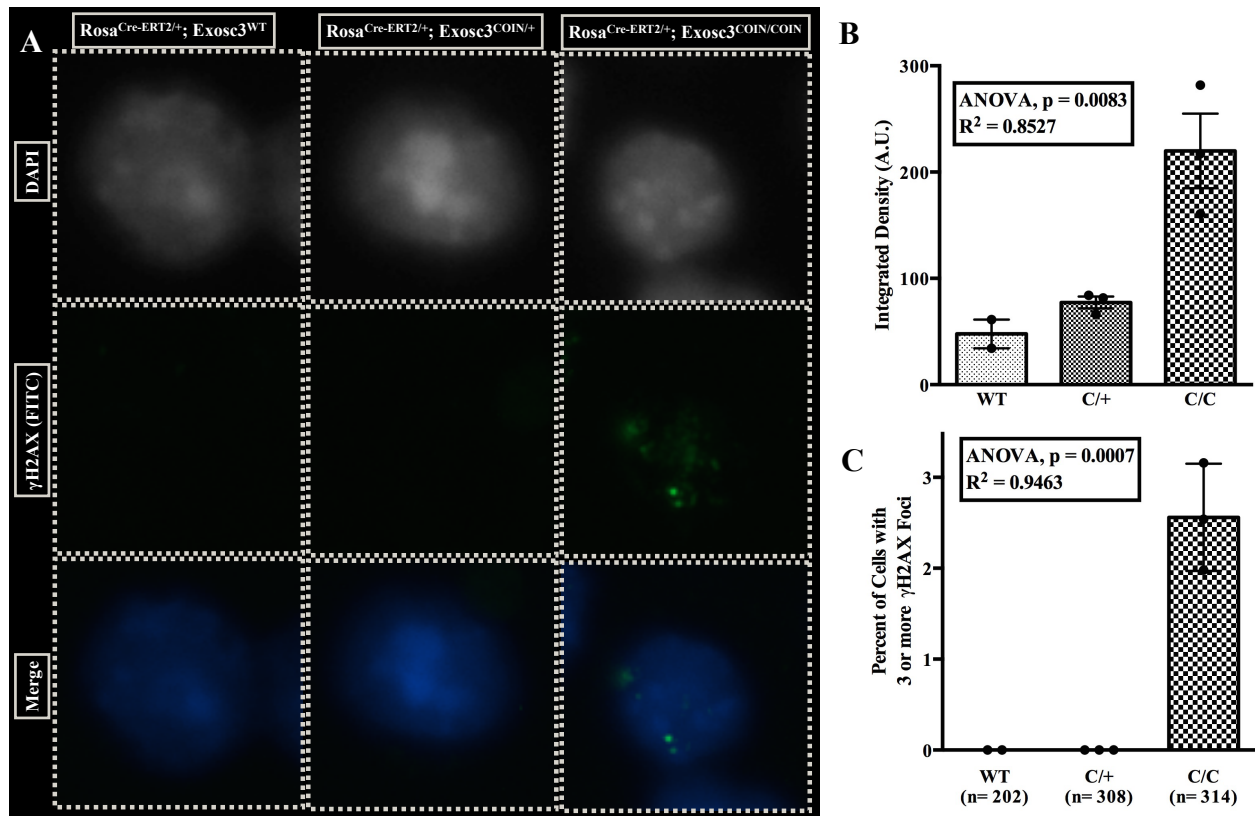 A
Rosa^Cre-ERT2/+; Exosc3^WT
Rosa^Cre-ERT2/+; Exosc3^COIN/+
Rosa^Cre-ERT2/+; Exosc3^COIN/COIN
DAPI
γH2AX (FITC)
Merge
B
Integrated Density (A.U.)
300
200
100
0
ANOVA, p = 0.0083
R² = 0.8527
WT
C/+
C/C
C
Percent of Cells with
3 or more γH2AX Foci
3
2
1
0
ANOVA, p = 0.0007
R² = 0.9463
WT
(n= 202)
C/+
(n= 308)
C/C
(n= 314)